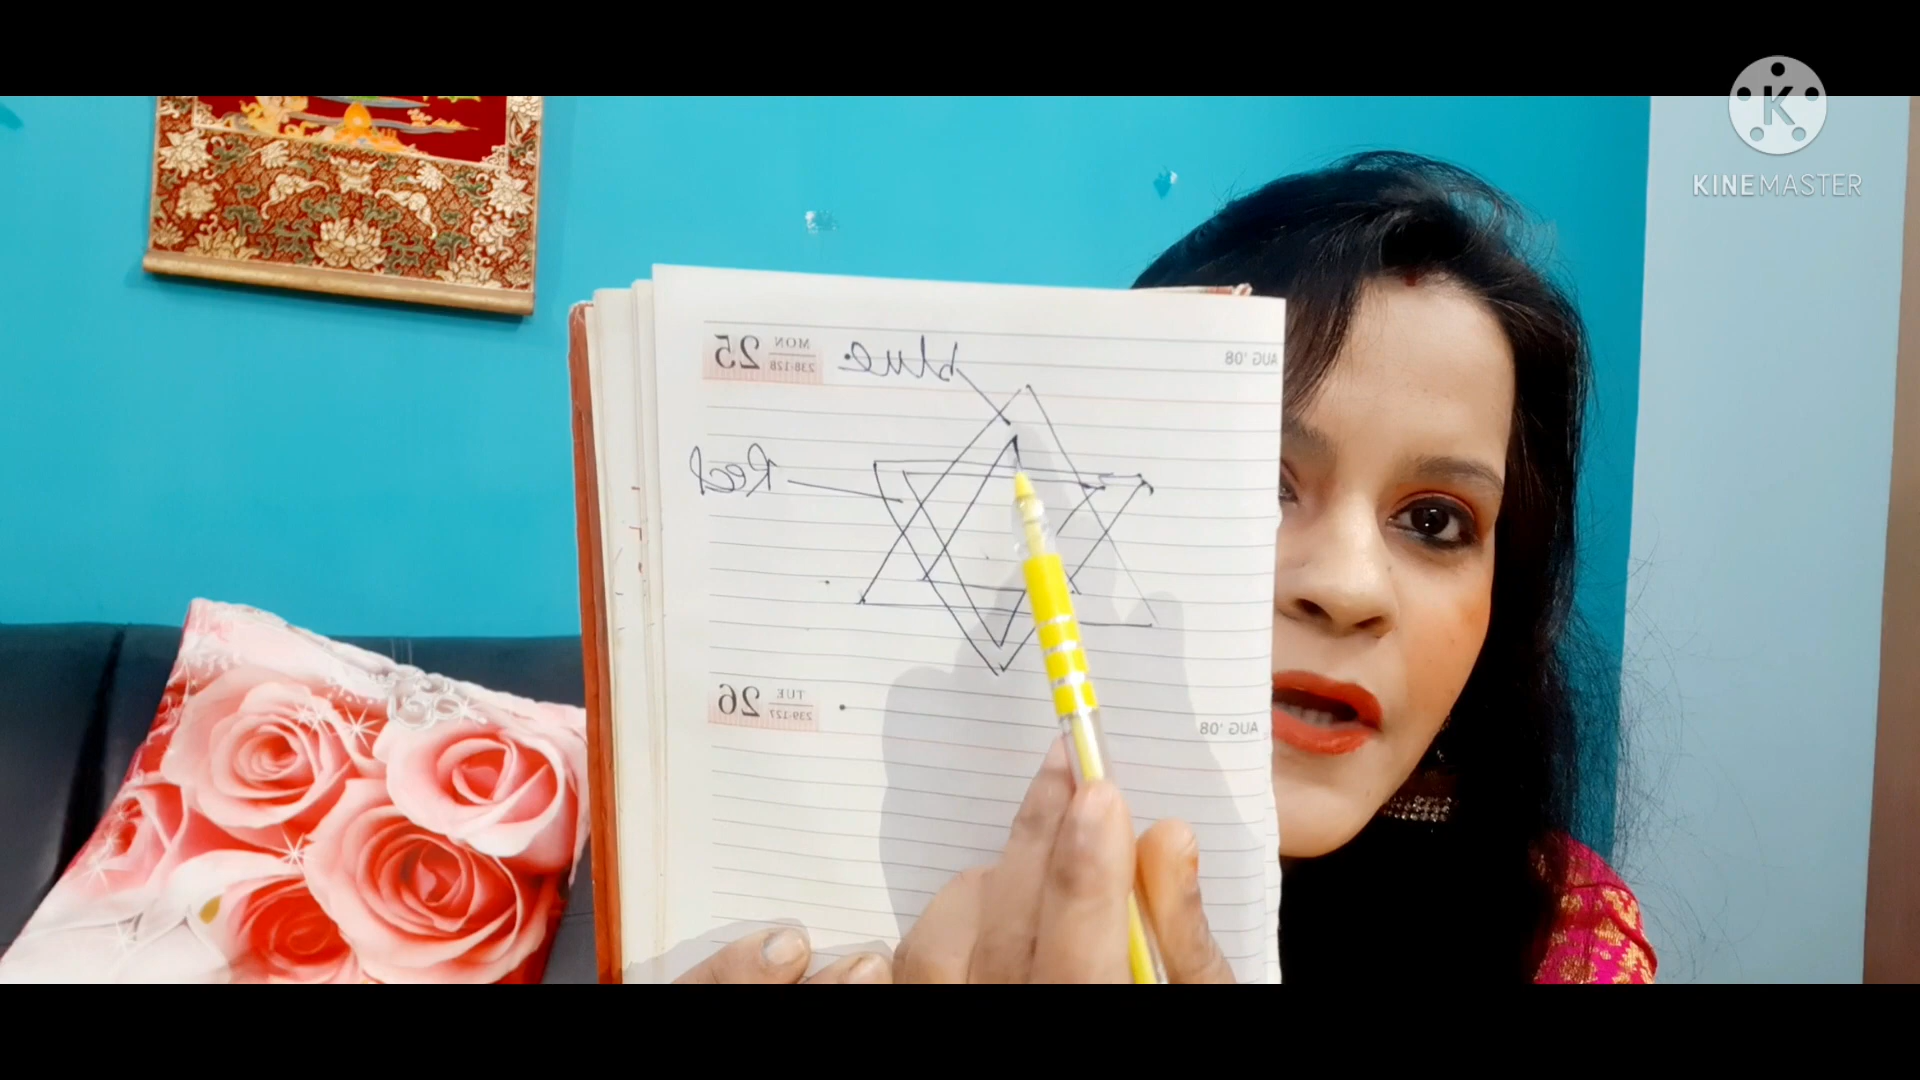 KINEMASTER
25 MON
238-128
AUG '08
blue
Red
26 TUE
239-127
AUG '08